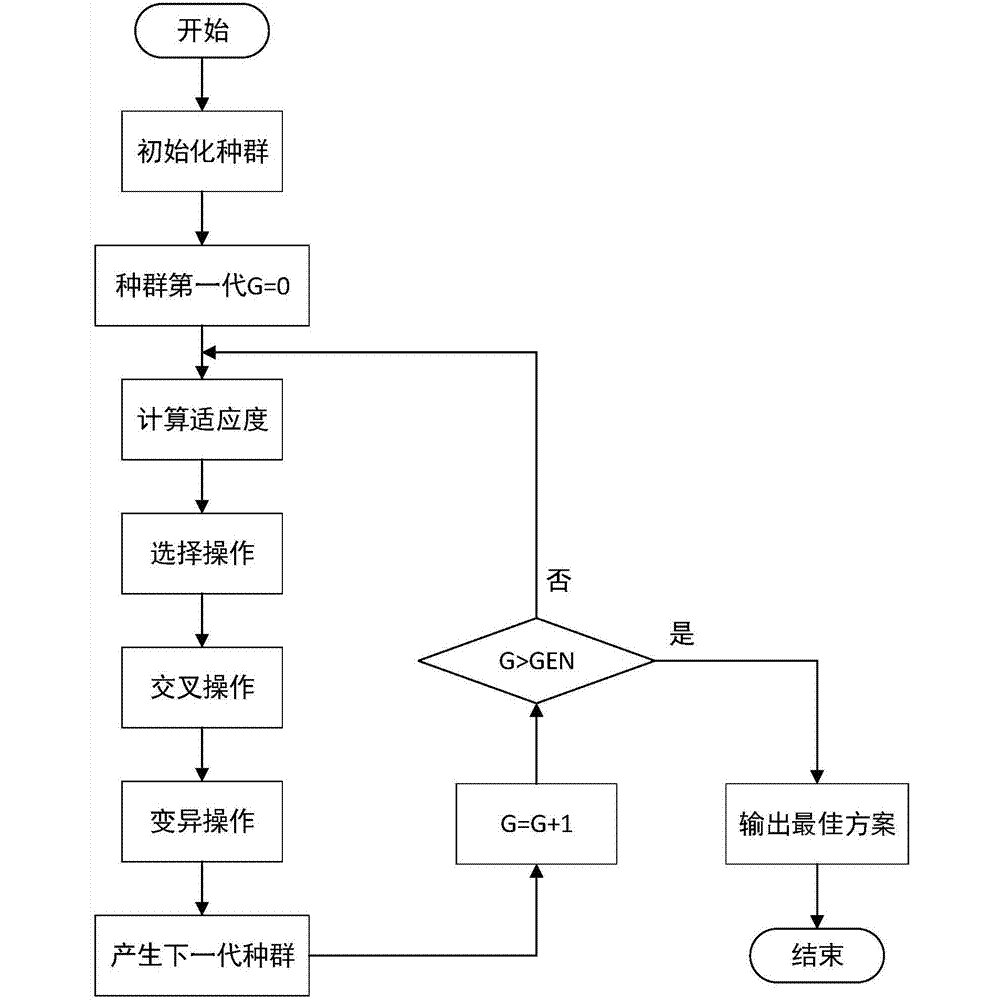 开始
初始化种群
种群第一代G=0
计算适应度
选择操作
交叉操作
变异操作
产生下一代种群
G=G+1
G>GEN
否
是
输出最佳方案
结束